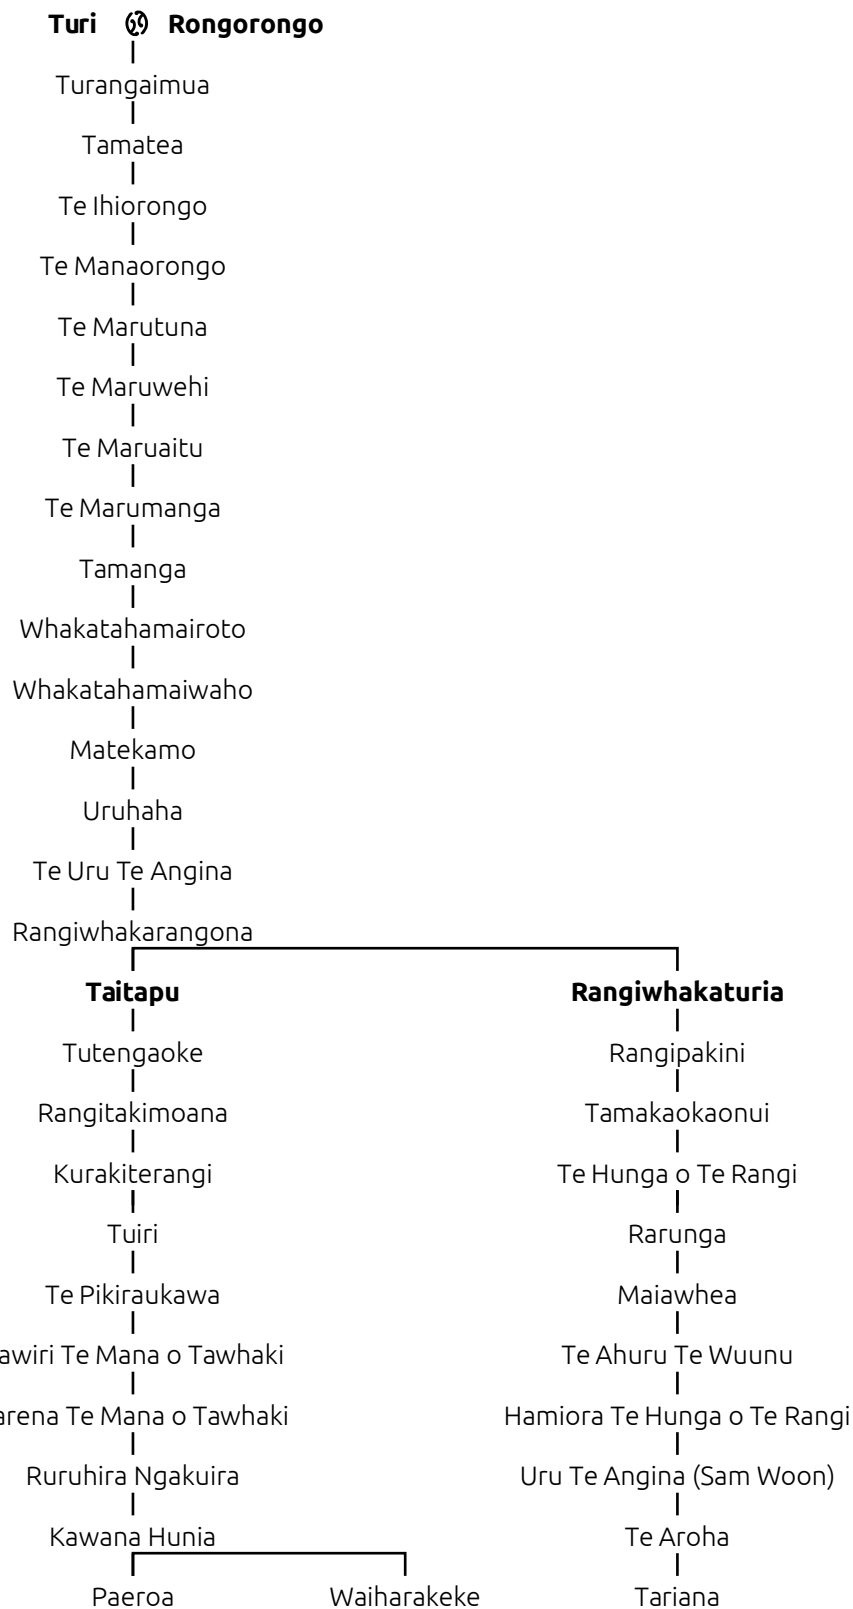 Turi Rongorongo
Turangaimua
Tamatea
Te Ihiorongo
Te Manaorongo
Te Marutuna
Te Maruwehi
Te Maruaitu
Te Marumanga
Tamanga
Whakatahamairoto
Whakatahamaiwaho
Matekamo
Uruhaha
Te Uru Te Angina
Rangiwhakarangona
Taitapu Rangiwhakaturia
Tutengaoke Rangipakini
Rangitakimoana Tamakaokaonui
Kurakiterangi Te Hunga o Te Rangi
Tuiri Rarunga
Te Pikiraukawa Maiawhea
Te Mana o Tawhaki Te Ahuru Te Wuunu
Te Mana o Tawhaki Hamiora Te Hunga o Te Rangi
Ruruhira Ngakuira Uru Te Angina (Sam Woon)
Kawana Hunia Te Aroha
Paeroa Waiharakeke Tariana